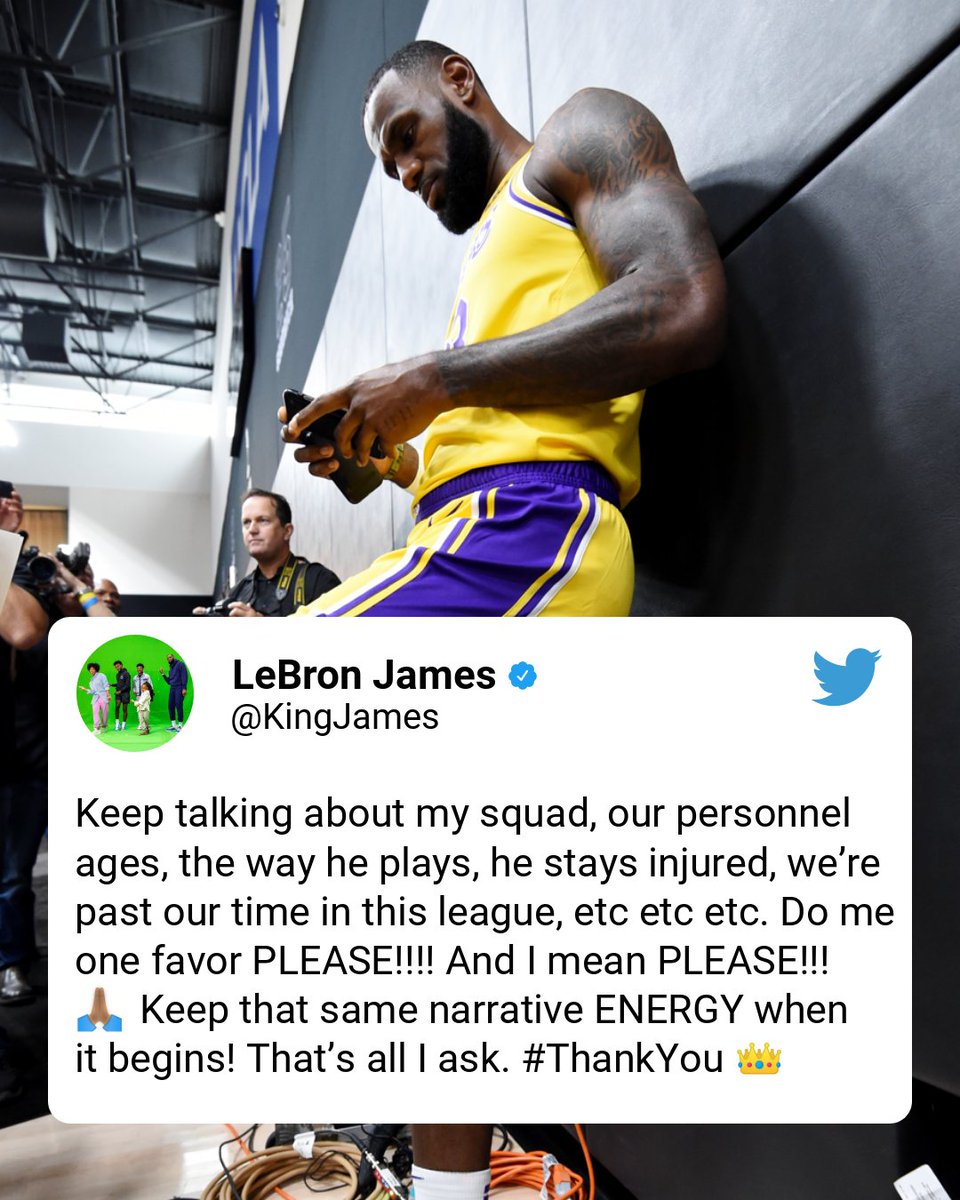 LeBron James
@KingJames
Keep talking about my squad, our personnel
ages, the way he plays, he stays injured, we’re
past our time in this league, etc etc etc. Do me
one favor PLEASE!!!! And I mean PLEASE!!!
🙏🏾 Keep that same narrative ENERGY when
it begins! That’s all I ask. #ThankYou 👑